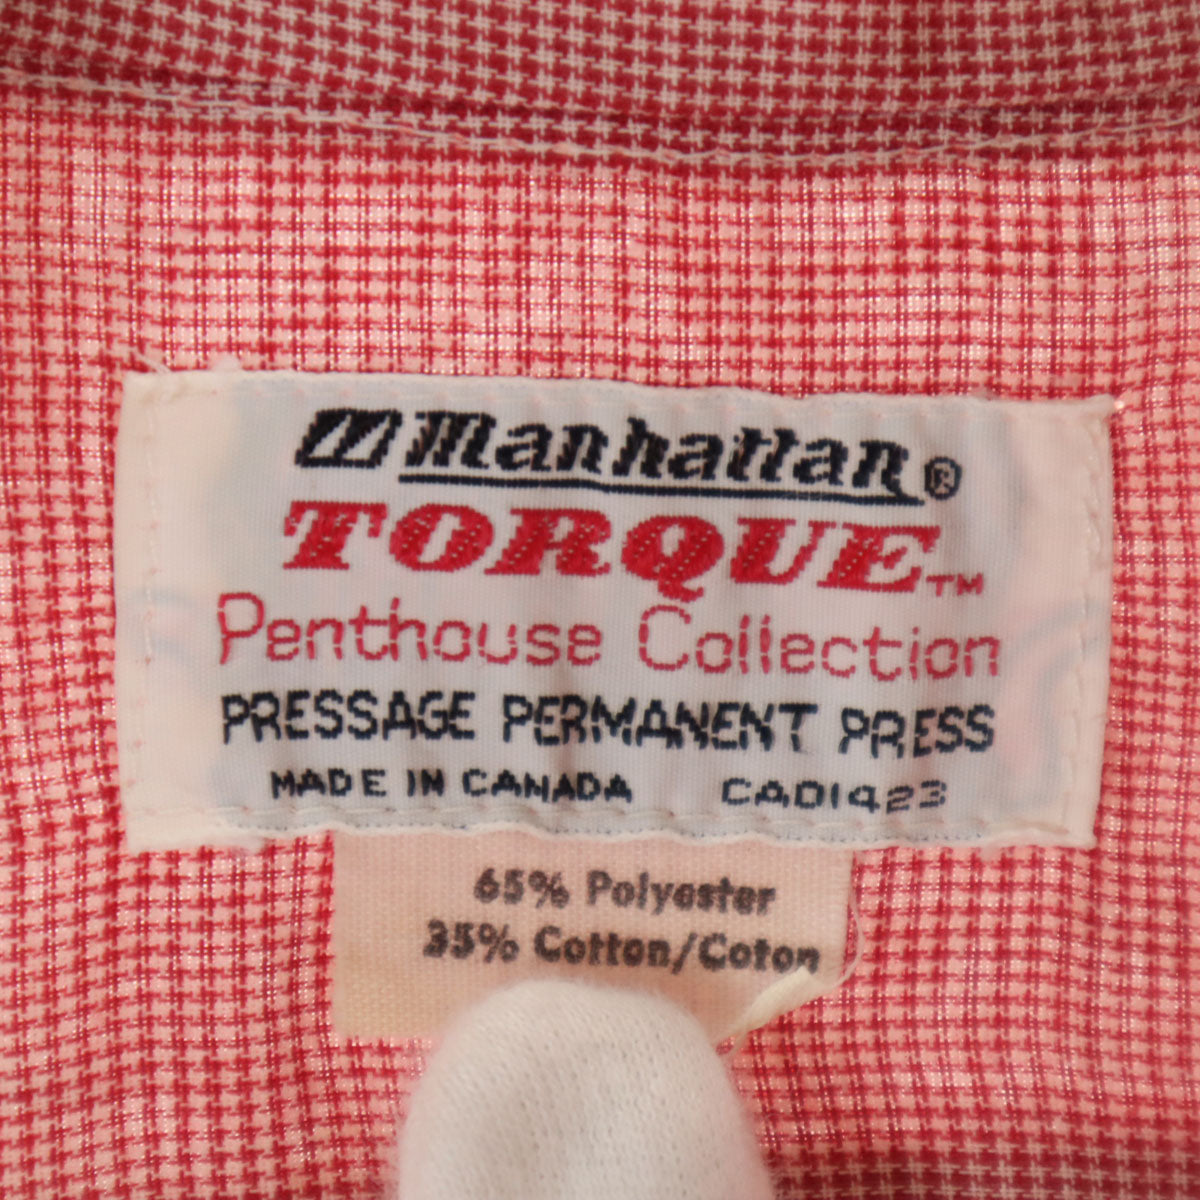 Manhattan®
TORQUE™
Penthouse Collection
PRESSAGE PERMANENT PRESS
MADE IN CANADA CA01423
65% Polyester
35% Cotton/Coton